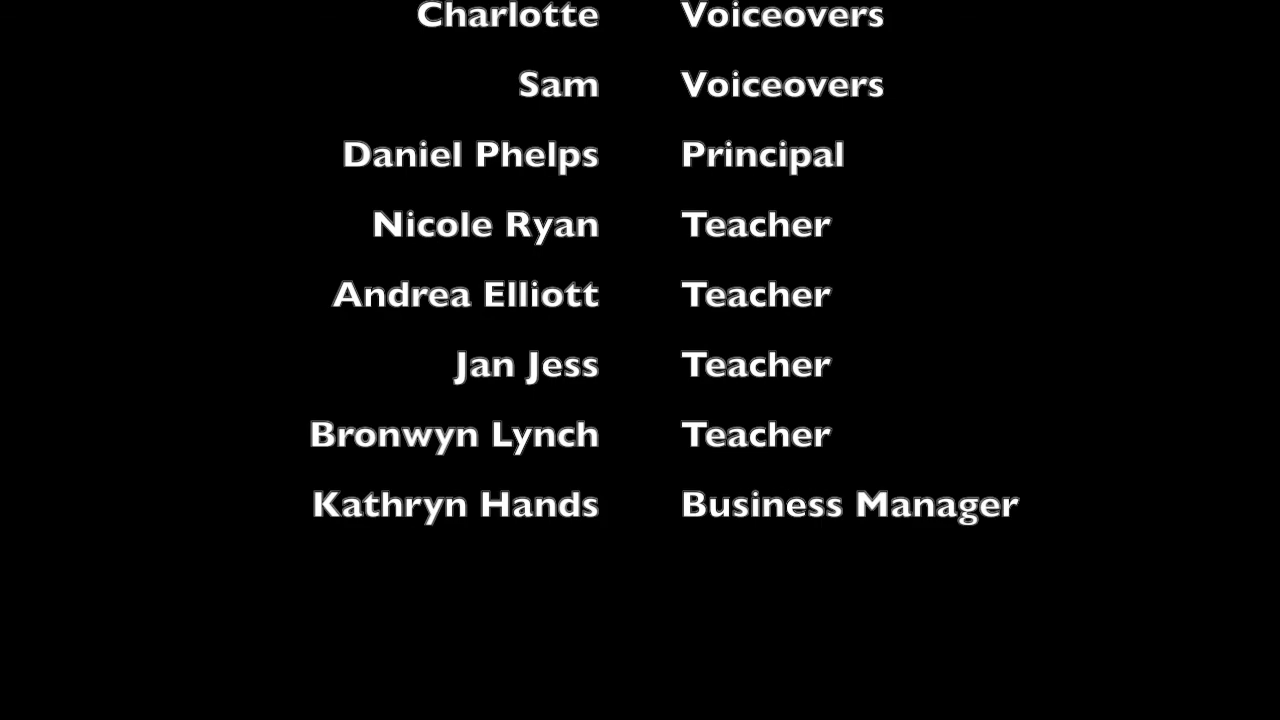 Charlotte Voiceovers
Sam Voiceovers
Daniel Phelps Principal
Nicole Ryan Teacher
Andrea Elliott Teacher
Jan Jess Teacher
Bronwyn Lynch Teacher
Kathryn Hands Business Manager